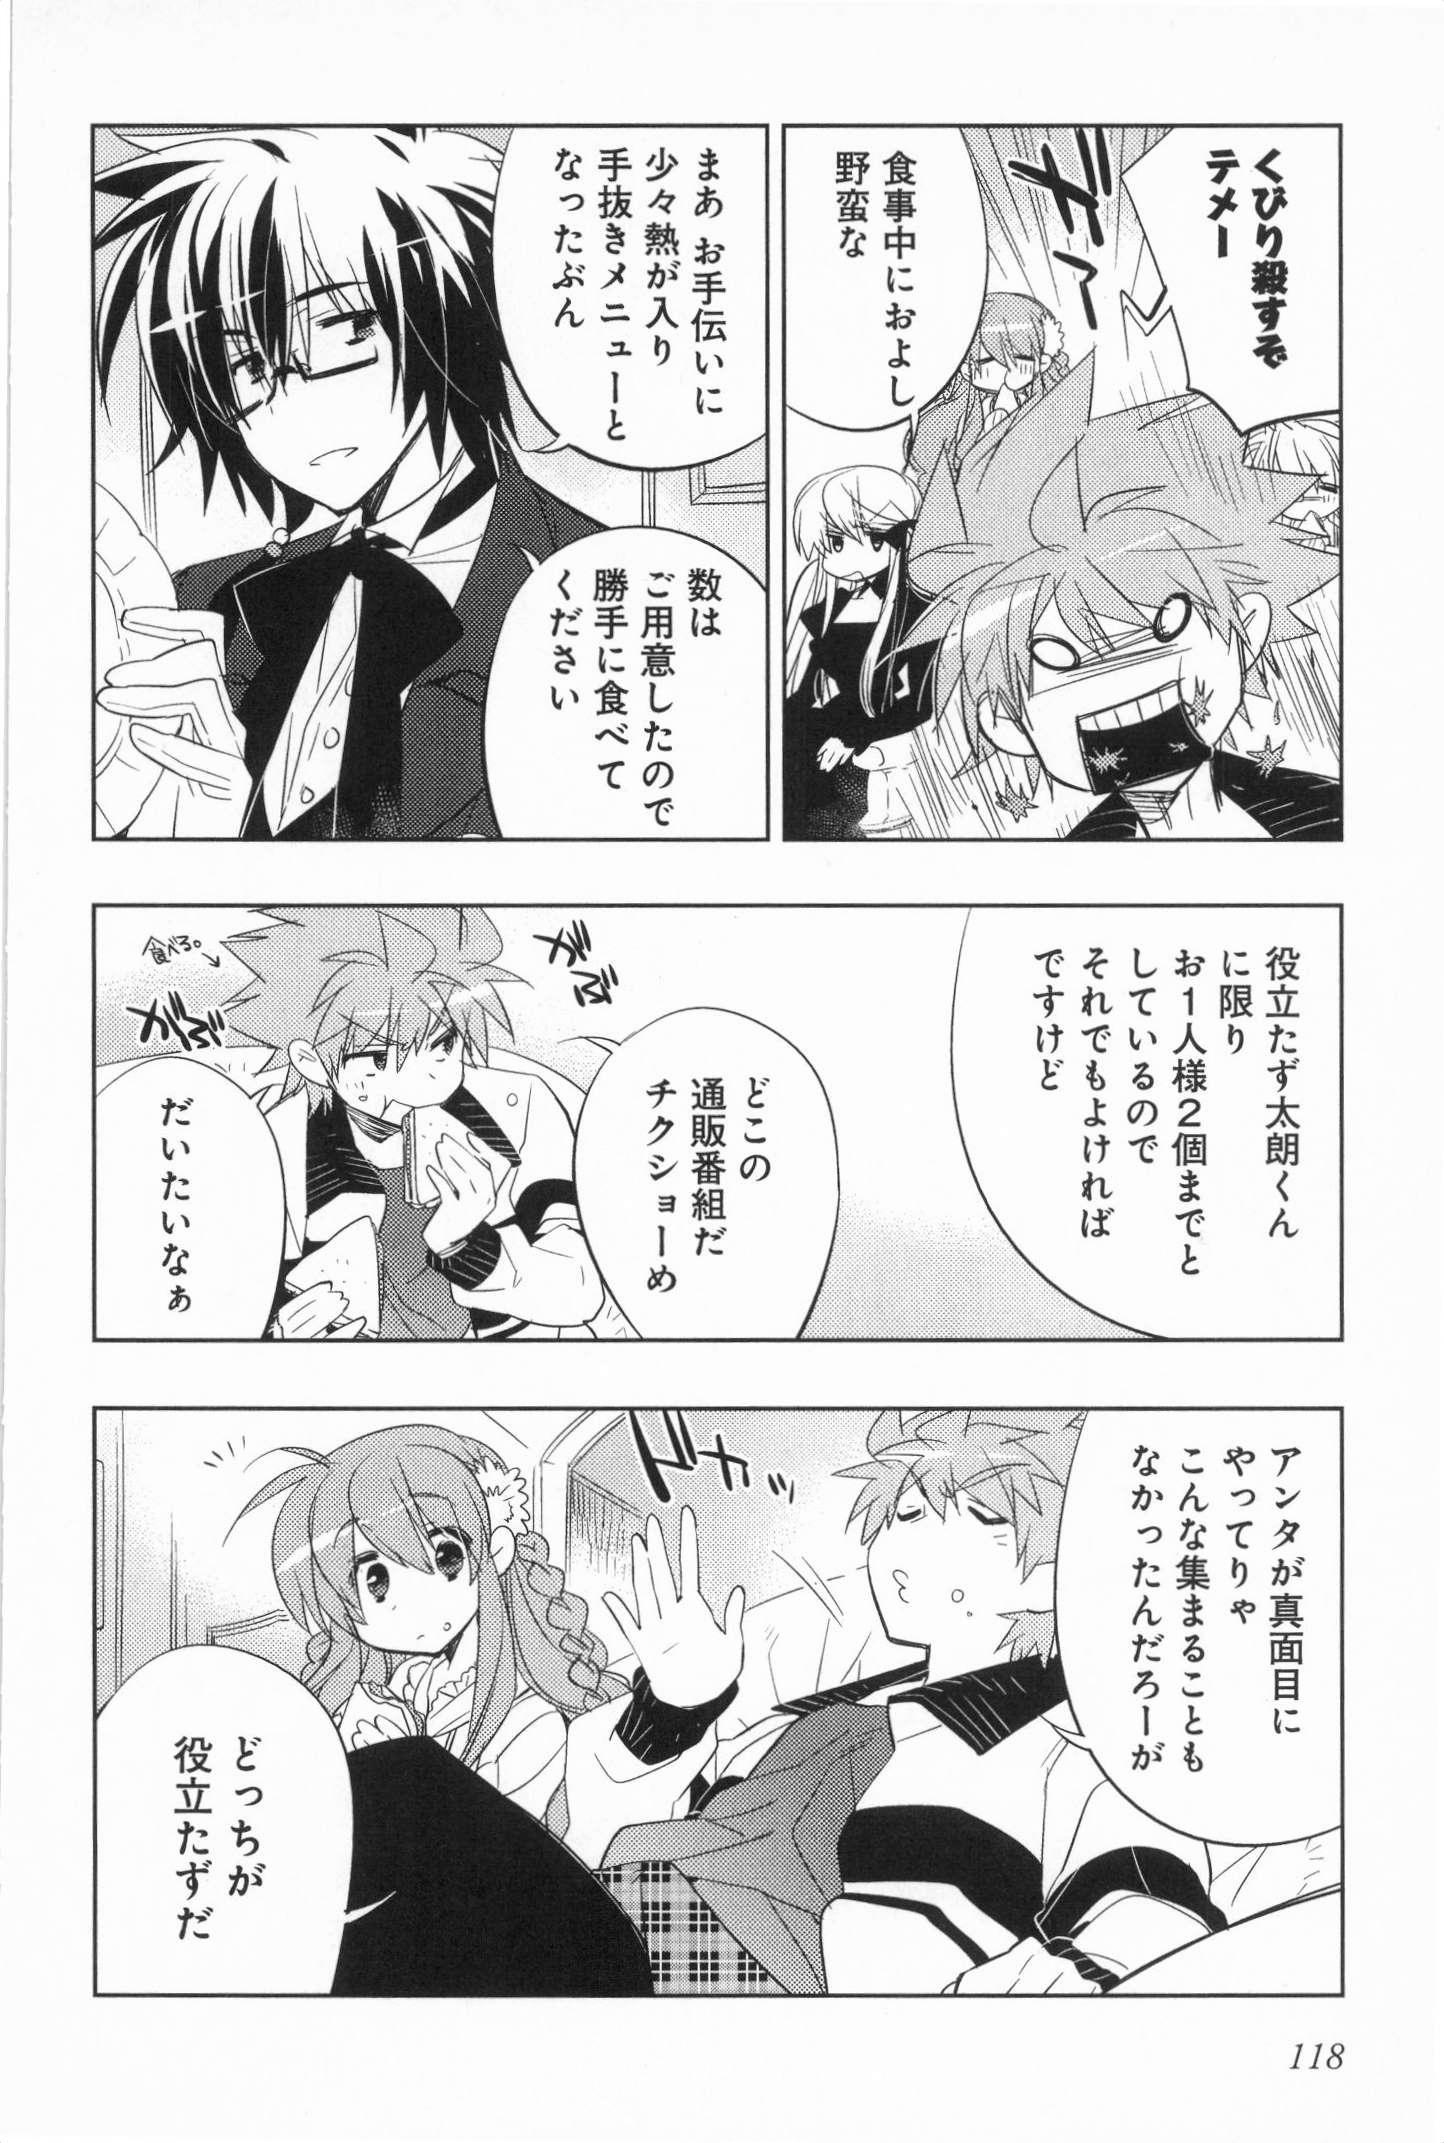 くびり殺すぞ
テメー
食事中におよし
野蛮な
まあ お手伝いに
少々熱が入り
手抜きメニューと
なったぶん
数は
ご用意したので
勝手に食べて
ください
役立たず太朗くん
に限り
お1人様2個までと
しているので
それでもよければ
ですけど
どこの
通販番組だ
チクショーめ
食べる。
だいたいなぁ
アンタが真面目に
やってりゃ
こんな集まることも
なかったんだろーが
ドカッ
どっちが
役立たずだ
118